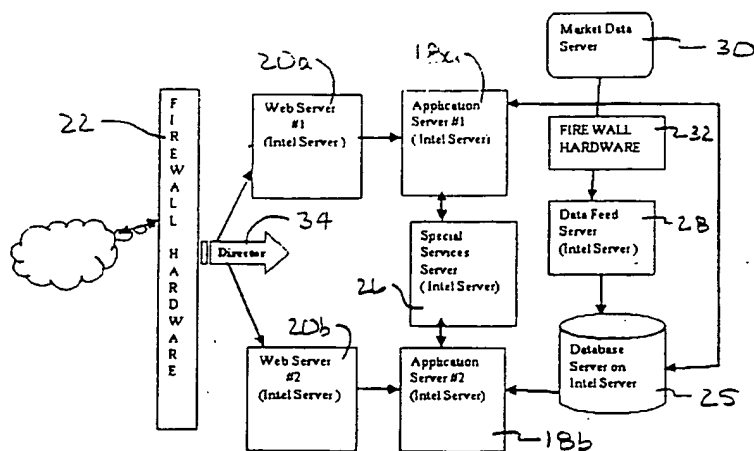 22
FIREWALL HARDWARE
20a
Web Server
#1
(Intel Server)
18a
Application
Server #1
(Intel Server)
Market Data
Server
30
FIRE WALL
HARDWARE
32
Director
34
Special
Services
Server
(Intel Server)
26
Data Feed
Server
(Intel Server)
28
20b
Web Server
#2
(Intel Server)
Application
Server #2
(Intel Server)
18b
Database
Server on
Intel Server
25